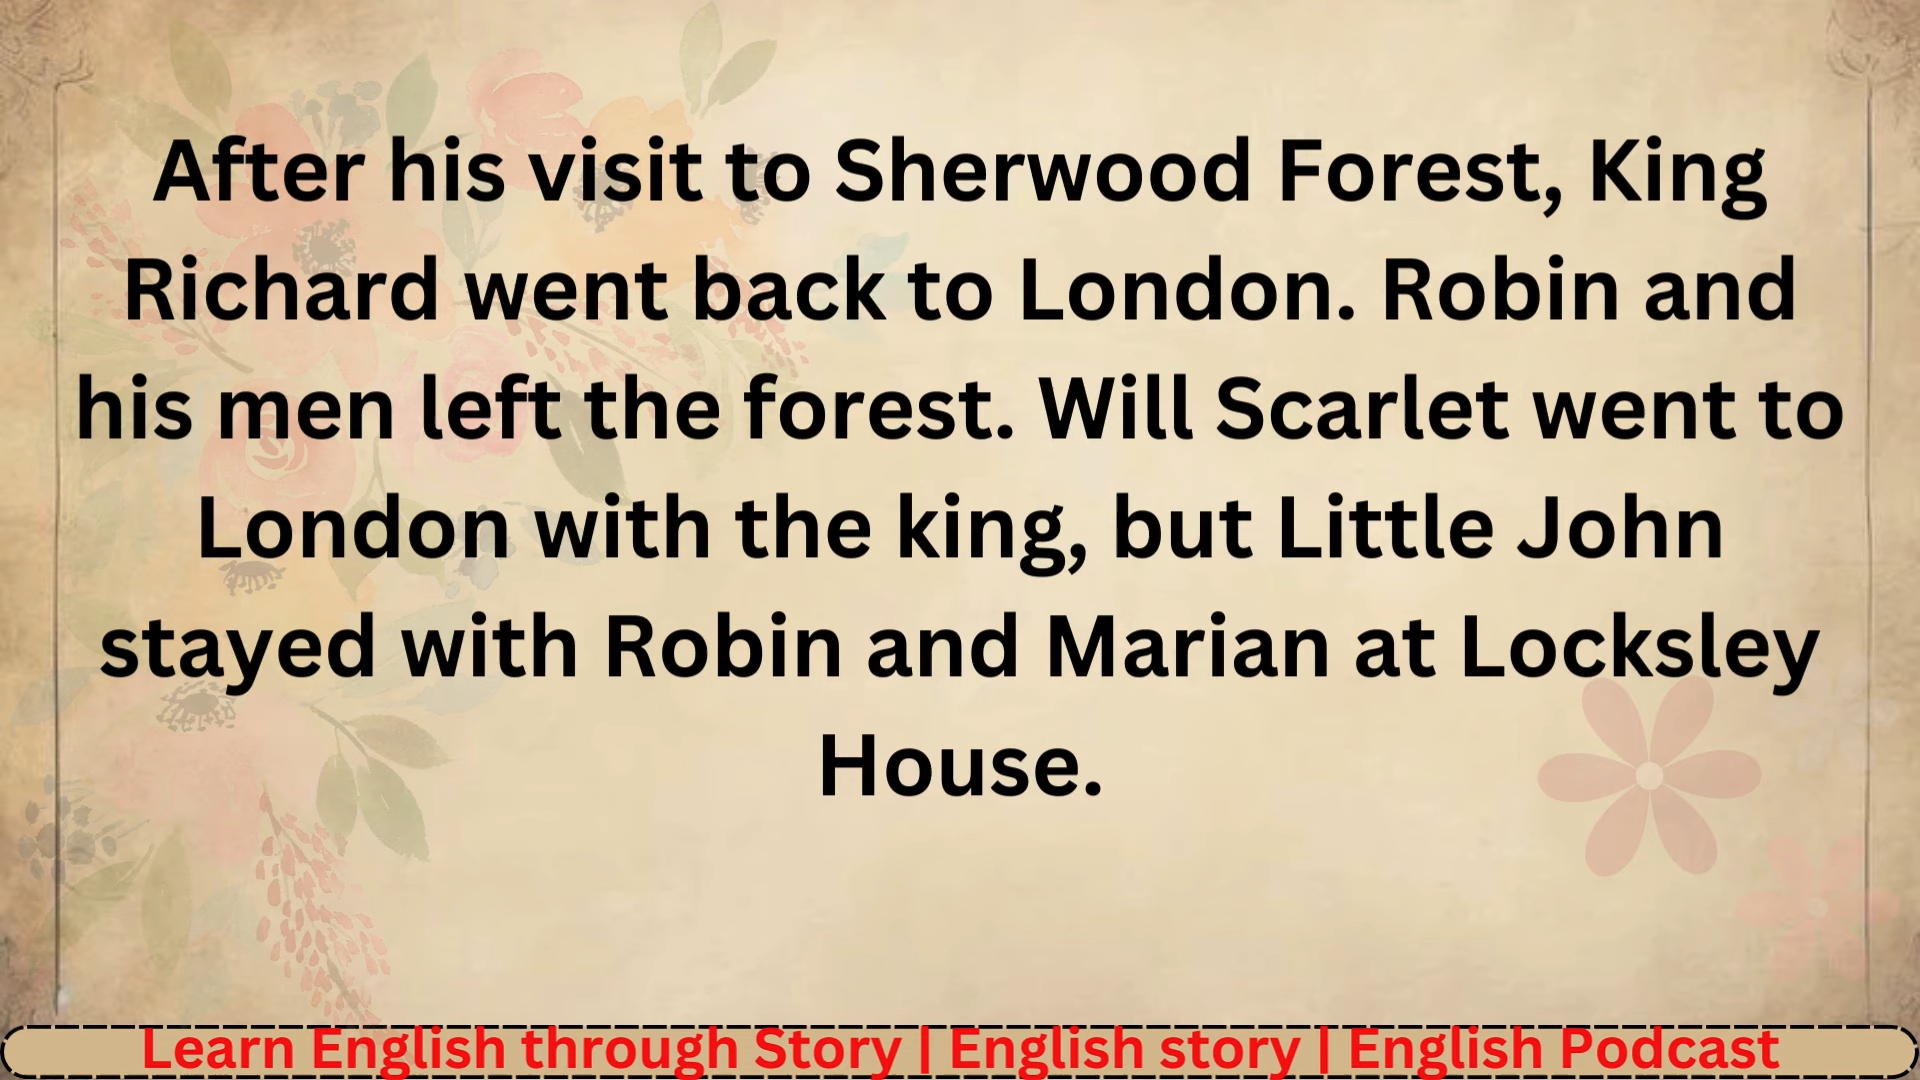 After his visit to Sherwood Forest, King
Richard went back to London. Robin and
his men left the forest. Will Scarlet went to
London with the king, but Little John
stayed with Robin and Marian at Locksley
House.
Learn English through Story | English story | English Podcast